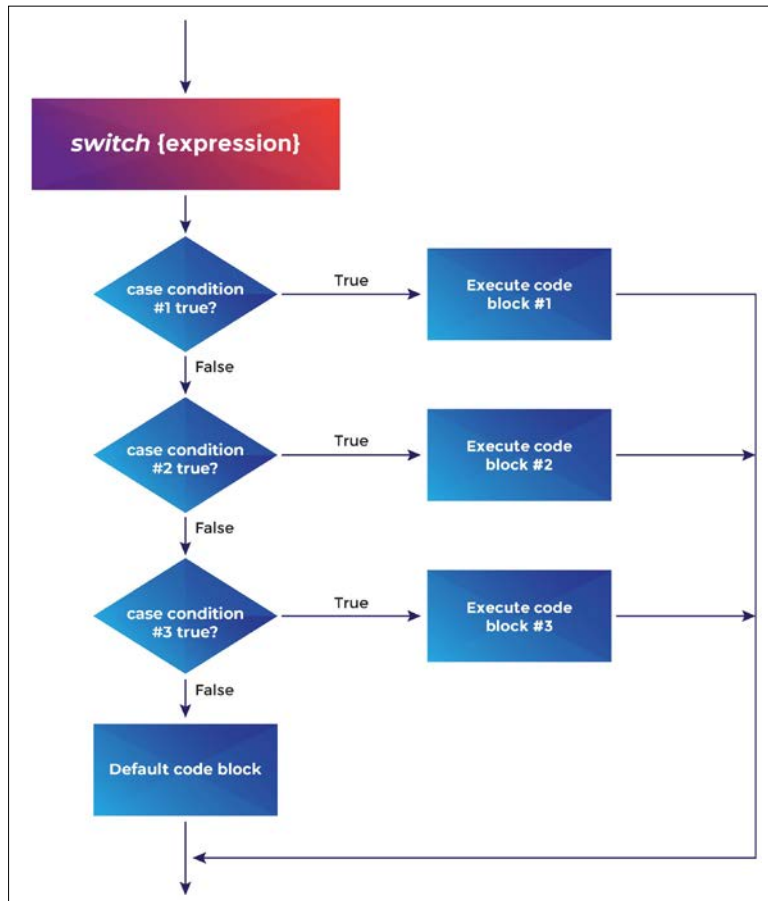 switch {expression}
case condition
#1 true?
True
Execute code
block #1
False
case condition
#2 true?
True
Execute code
block #2
False
case condition
#3 true?
True
Execute code
block #3
False
Default code block